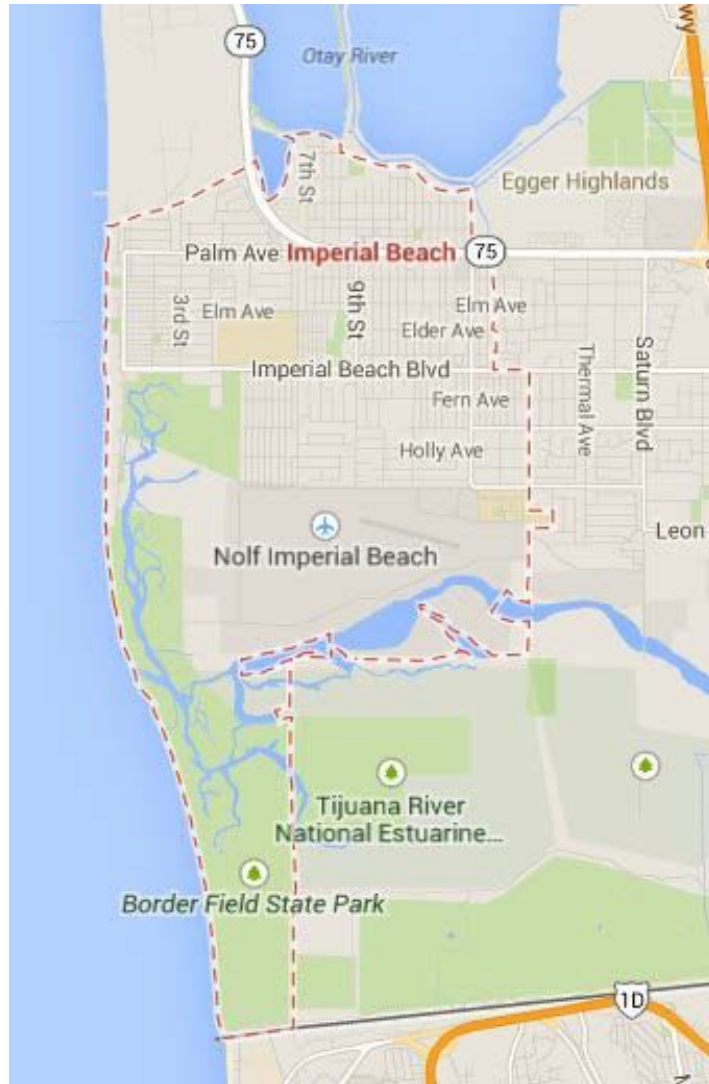 wy
75
Otay River
7th St
Egger Highlands
Palm Ave Imperial Beach 75
3rd St
Elm Ave
9th St
Elm Ave
Elder Ave
Imperial Beach Blvd
Thermal Ave
Saturn Blvd
Fern Ave
Holly Ave
Leon
Nolf Imperial Beach
Tijuana River
National Estuarine...
Border Field State Park
1D